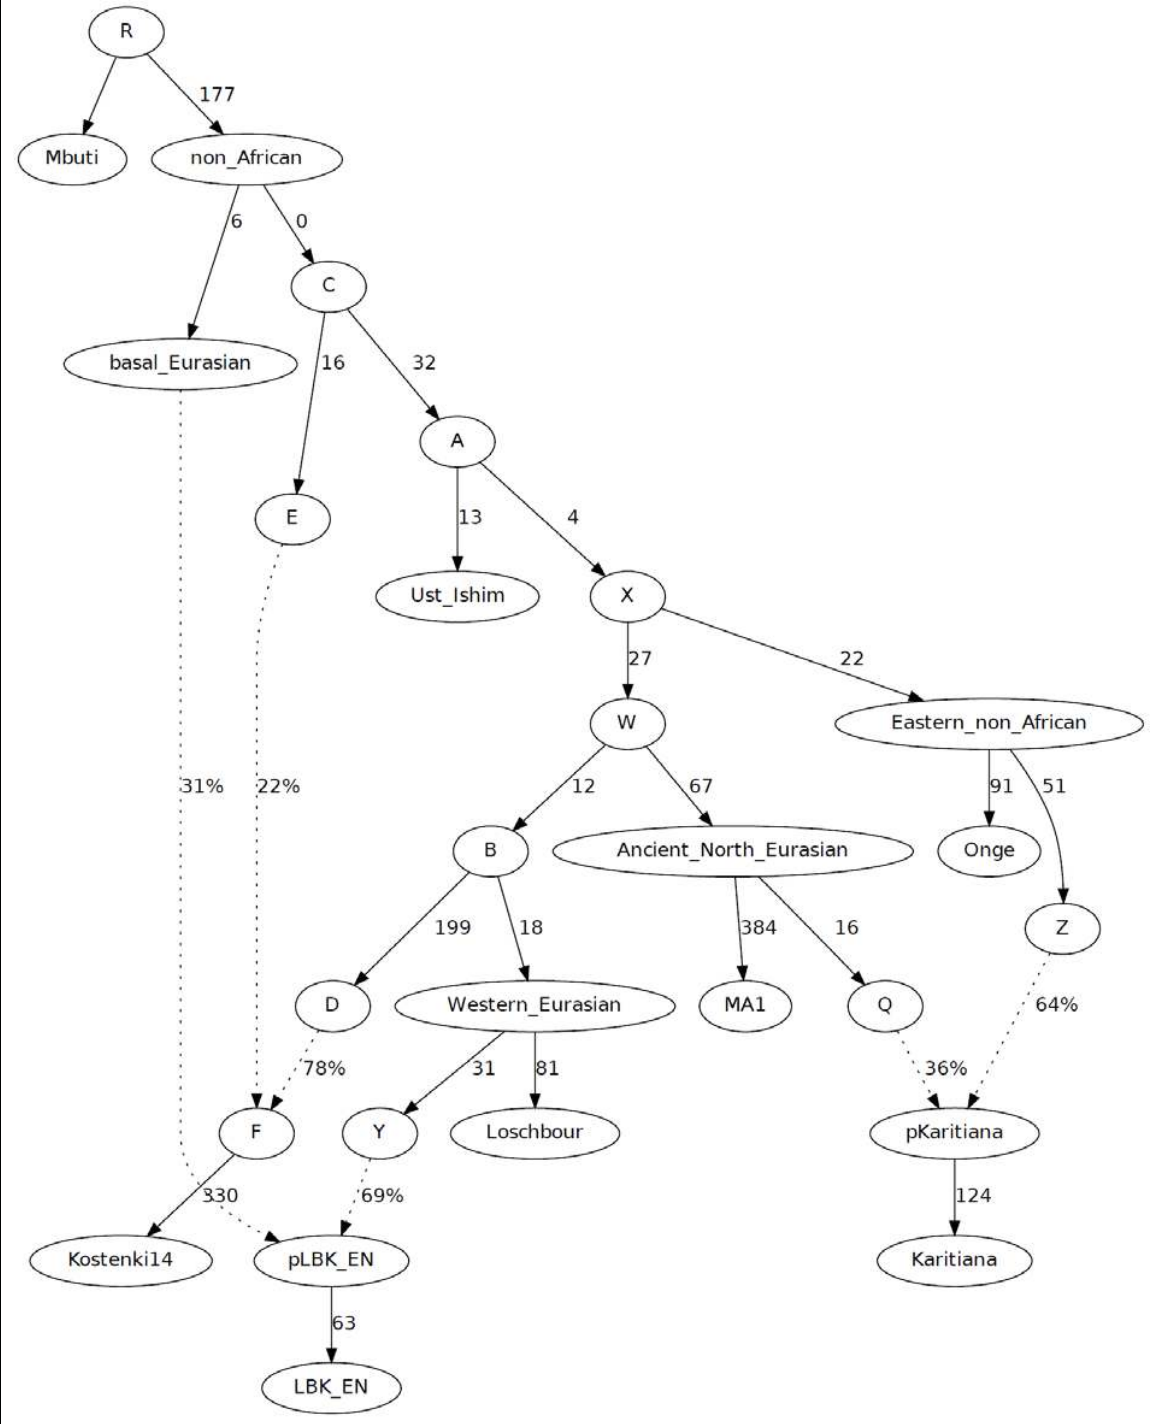 R
177
Mbuti
non_African
6
0
C
basal_Eurasian
16
32
A
E
13
4
Ust_Ishim
X
27
22
W
Eastern_non_African
31%
22%
12
67
91
51
B
Ancient_North_Eurasian
Onge
199
18
384
16
Z
D
Western_Eurasian
MA1
Q
64%
78%
31
81
36%
F
Y
Loschbour
pKaritiana
330
69%
124
Kostenki14
pLBK_EN
Karitiana
63
LBK_EN